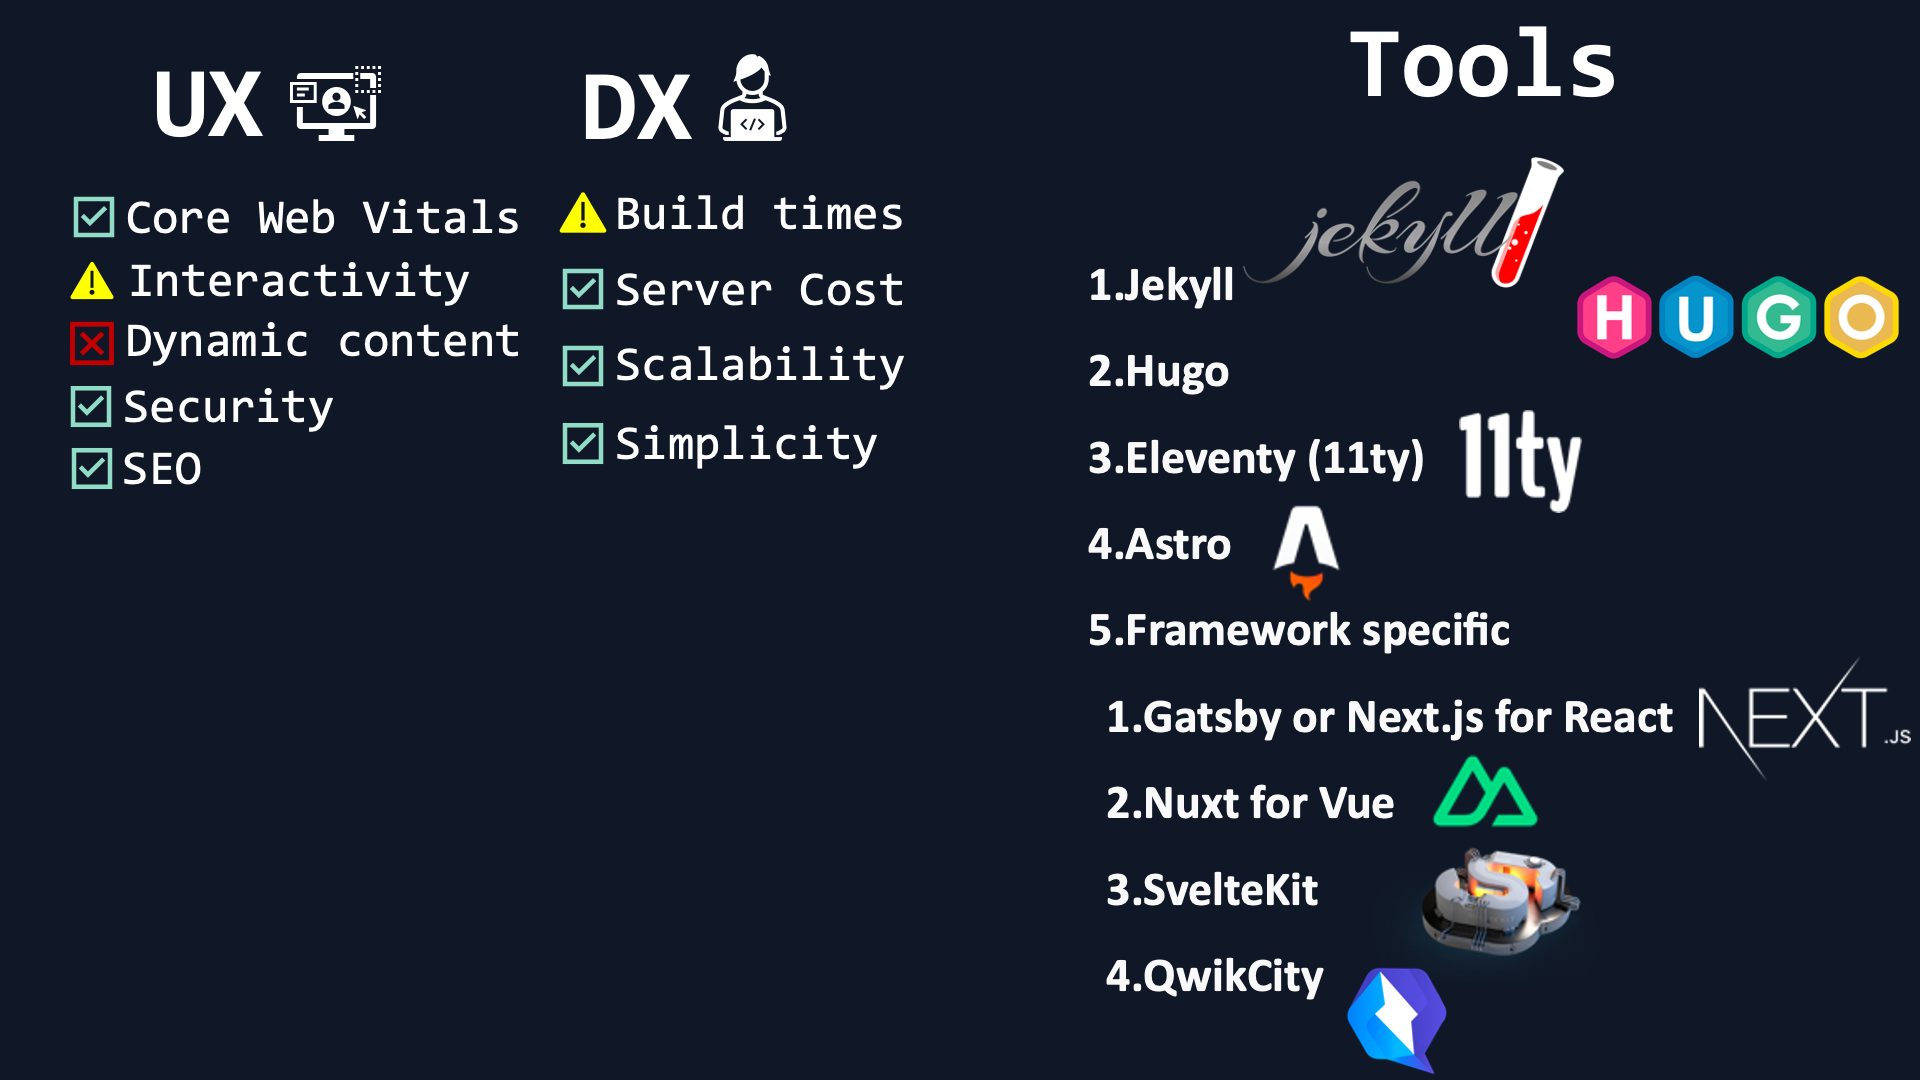 UX
Core Web Vitals
Interactivity
Dynamic content
Security
SEO
DX
</>
Build times
Server Cost
Scalability
Simplicity
Tools
jekyll
1.Jekyll
HUGO
2.Hugo
3.Eleventy (11ty)
11ty
4.Astro
5.Framework specific
1.Gatsby or Next.js for React
NEXT.JS
2.Nuxt for Vue
3.SvelteKit
4.QwikCity